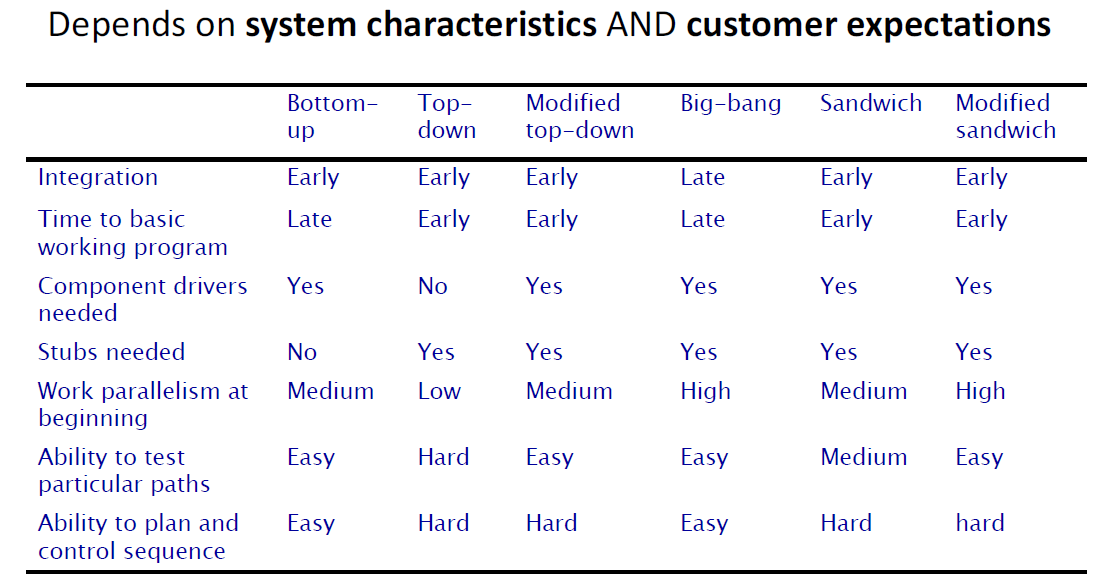 Depends on system characteristics AND customer expectations
Bottom- Top- Modified Big-bang Sandwich Modified
up down top-down sandwich
Integration Early Early Early Late Early Early
Time to basic Late Early Early Late Early Early
working program
Component drivers Yes No Yes Yes Yes Yes
needed
Stubs needed No Yes Yes Yes Yes Yes
Work parallelism at Medium Low Medium High Medium High
beginning
Ability to test Easy Hard Easy Easy Medium Easy
particular paths
Ability to plan and Easy Hard Hard Easy Hard hard
control sequence